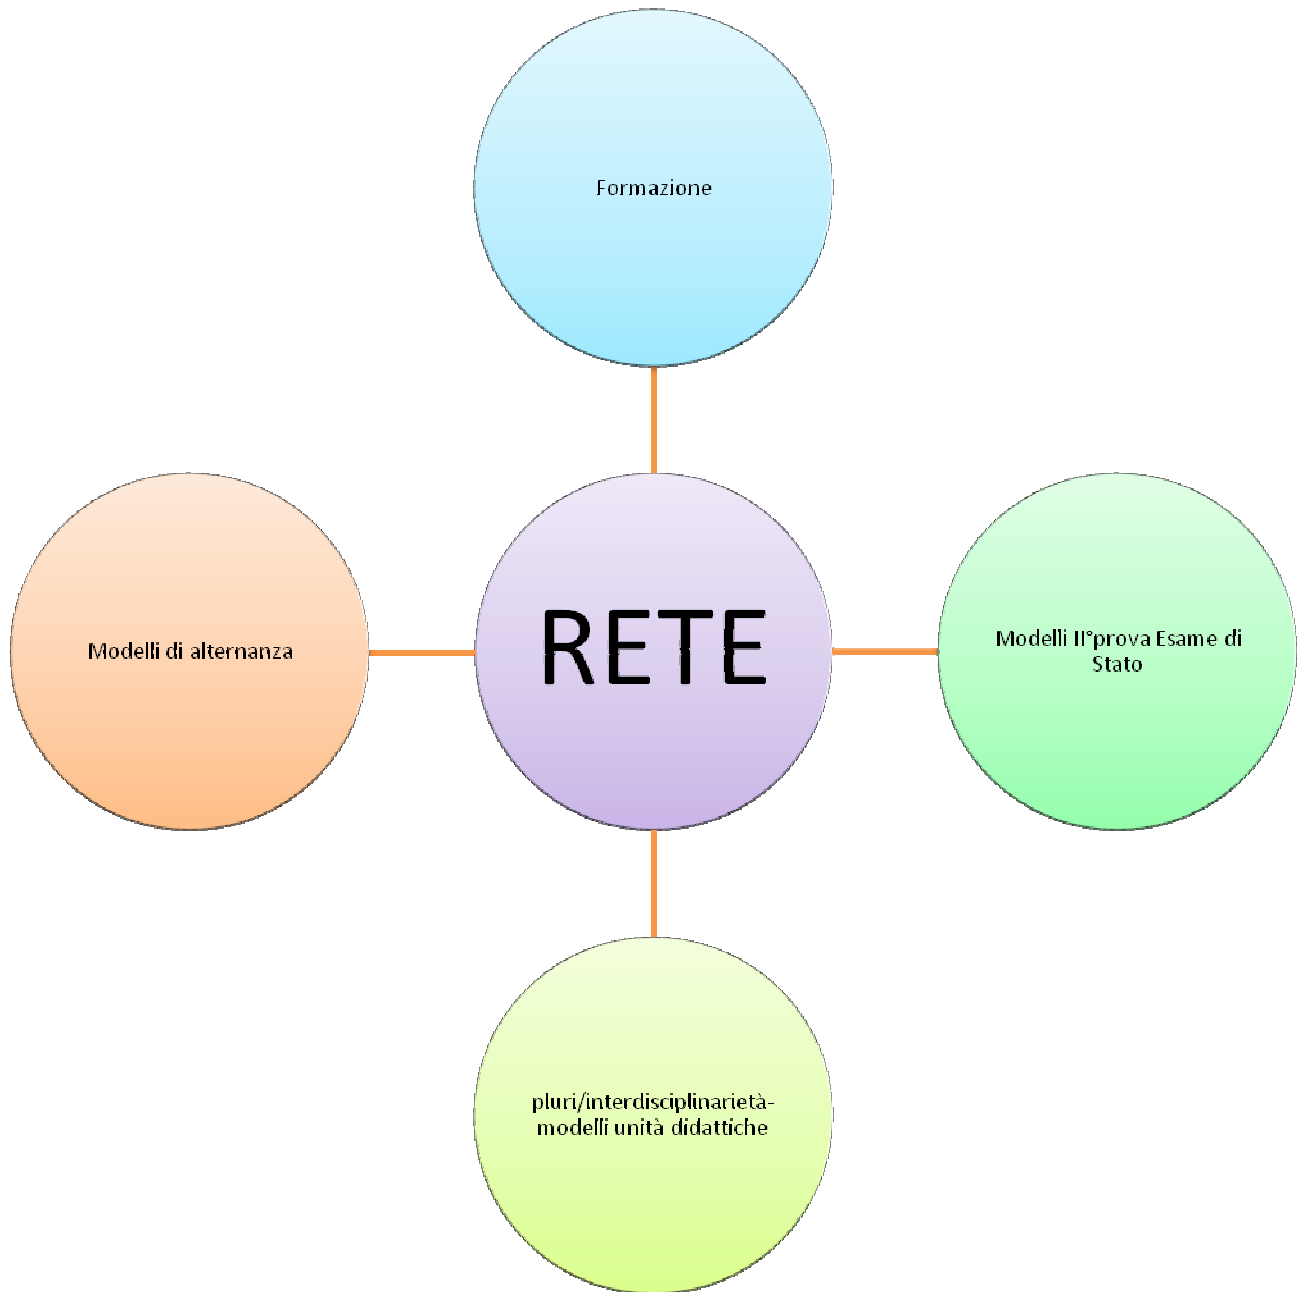 Formazione
Modelli di alternanza
RETE
Modelli II°prova Esame di
Stato
pluri/interdisciplinarietà-
modelli unità didattiche